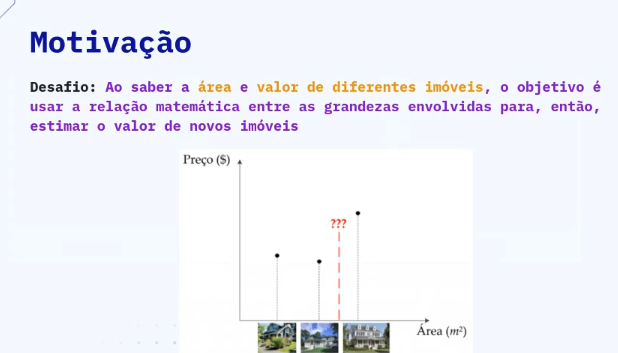 Motivação
Desafio: Ao saber a área e valor de diferentes imóveis, o objetivo é
usar a relação matemática entre as grandezas envolvidas para, então,
estimar o valor de novos imóveis
Preço ($)
???
Área (m²)